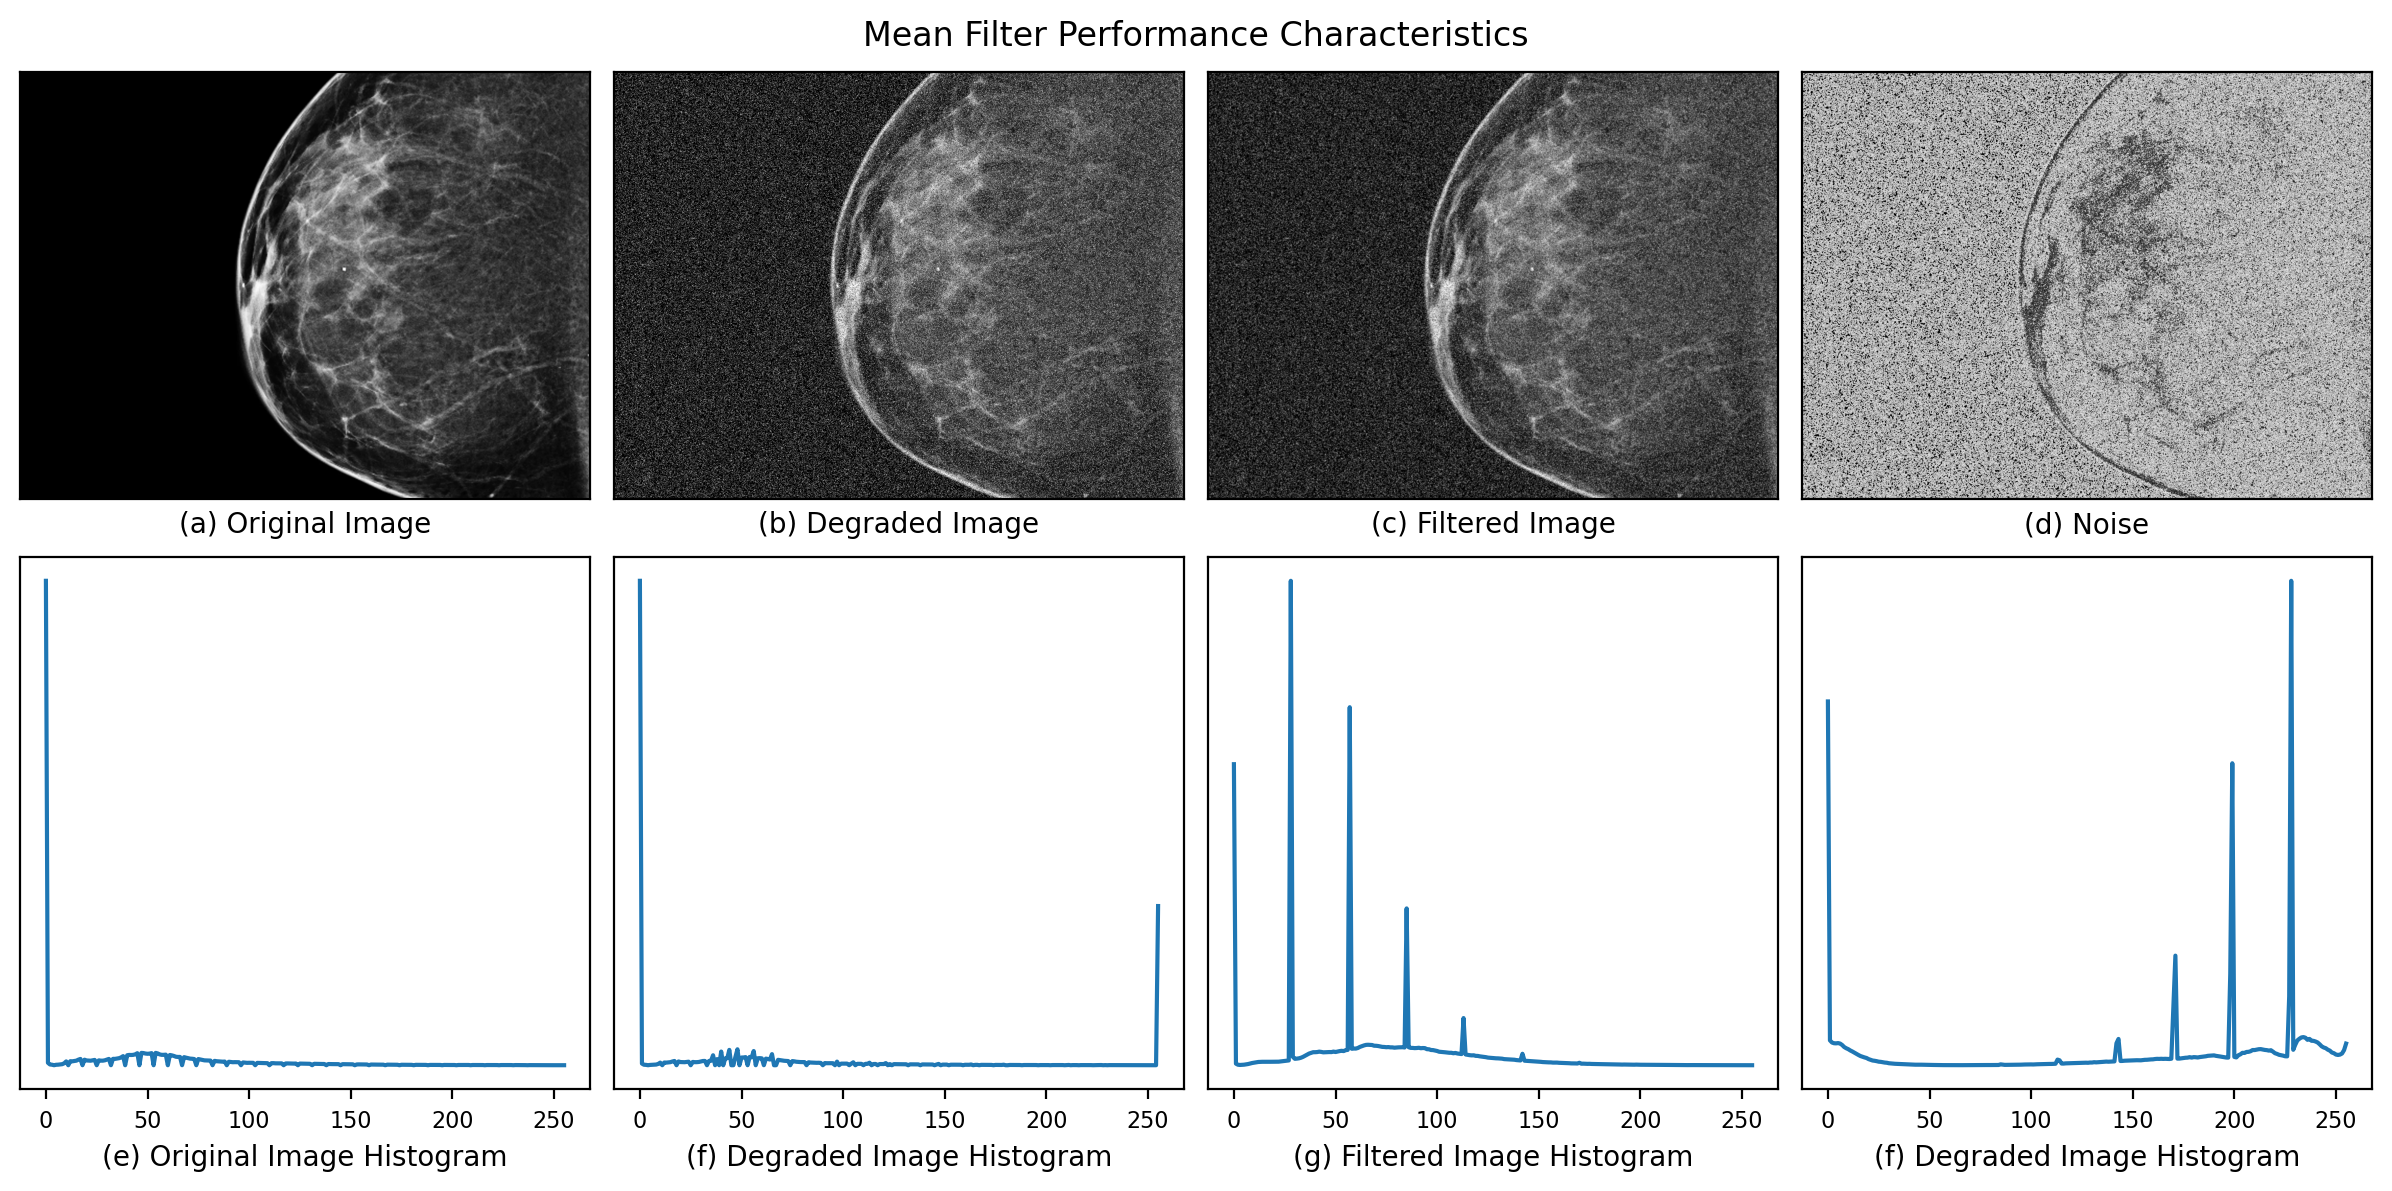 Mean Filter Performance Characteristics
(a) Original Image
(b) Degraded Image
(c) Filtered Image
(d) Noise
0 50 100 150 200 250
0 50 100 150 200 250
0 50 100 150 200 250
0 50 100 150 200 250
(e) Original Image Histogram
(f) Degraded Image Histogram
(g) Filtered Image Histogram
(f) Degraded Image Histogram